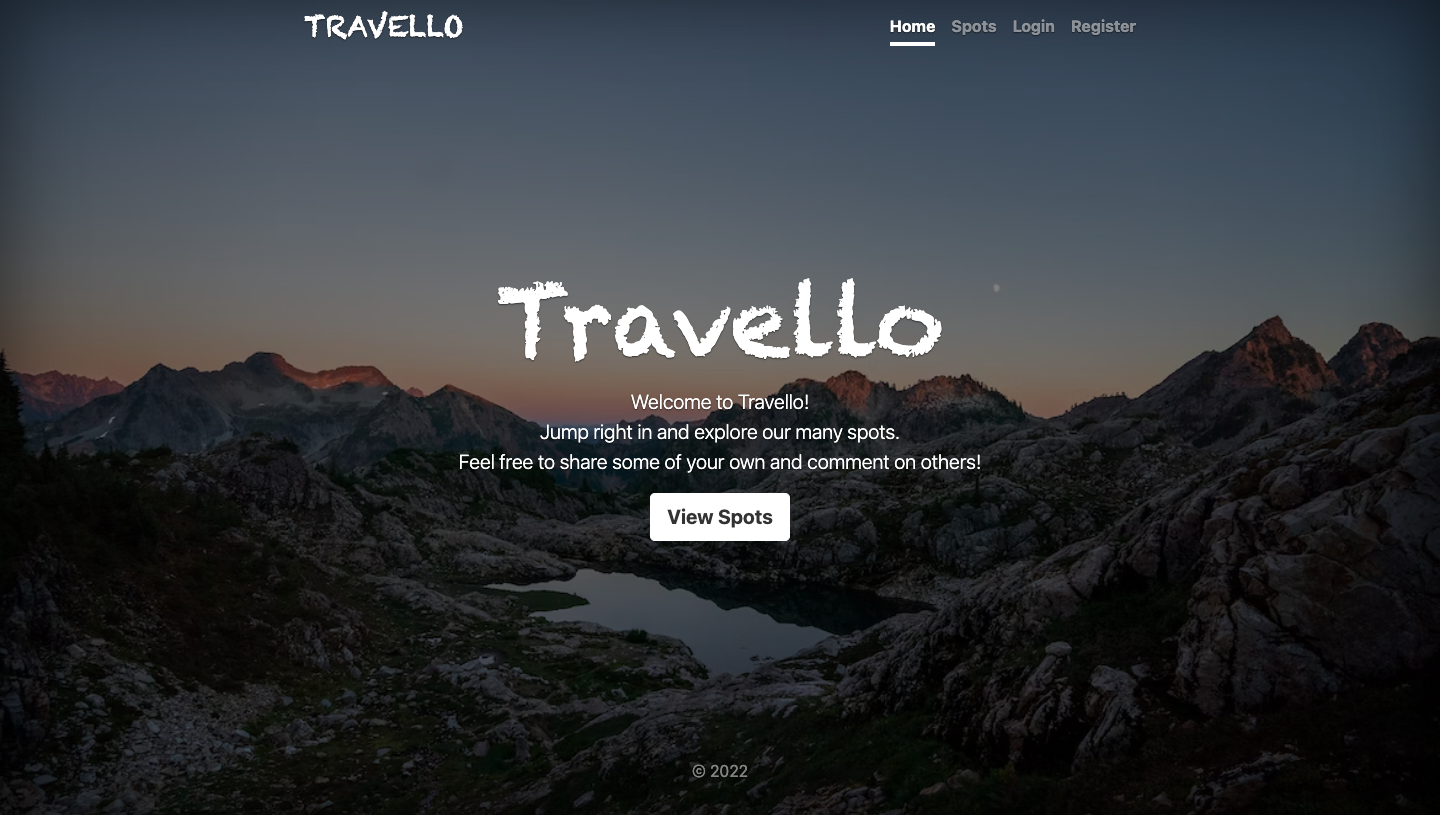 TRAVELLO
Home Spots Login Register
Travello
Welcome to Travello!
Jump right in and explore our many spots.
Feel free to share some of your own and comment on others!
View Spots
© 2022